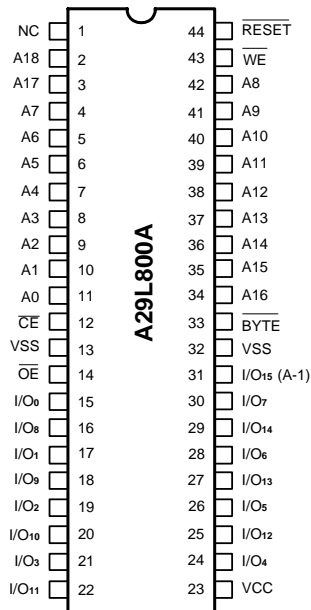 NC 1 44 RESET
A18 2 43 WE
A17 3 42 A8
A7 4 41 A9
A6 5 40 A10
A5 6 39 A11
A4 7 38 A12
A3 8 37 A13
A2 9 36 A14
A1 10 35 A15
A0 11 34 A16
CE 12 33 BYTE
VSS 13 32 VSS
OE 14 31 I/O15 (A-1)
I/O0 15 30 I/O7
I/O8 16 29 I/O14
I/O1 17 28 I/O6
I/O9 18 27 I/O13
I/O2 19 26 I/O5
I/O10 20 25 I/O12
I/O3 21 24 I/O4
I/O11 22 23 VCC
A29L800A